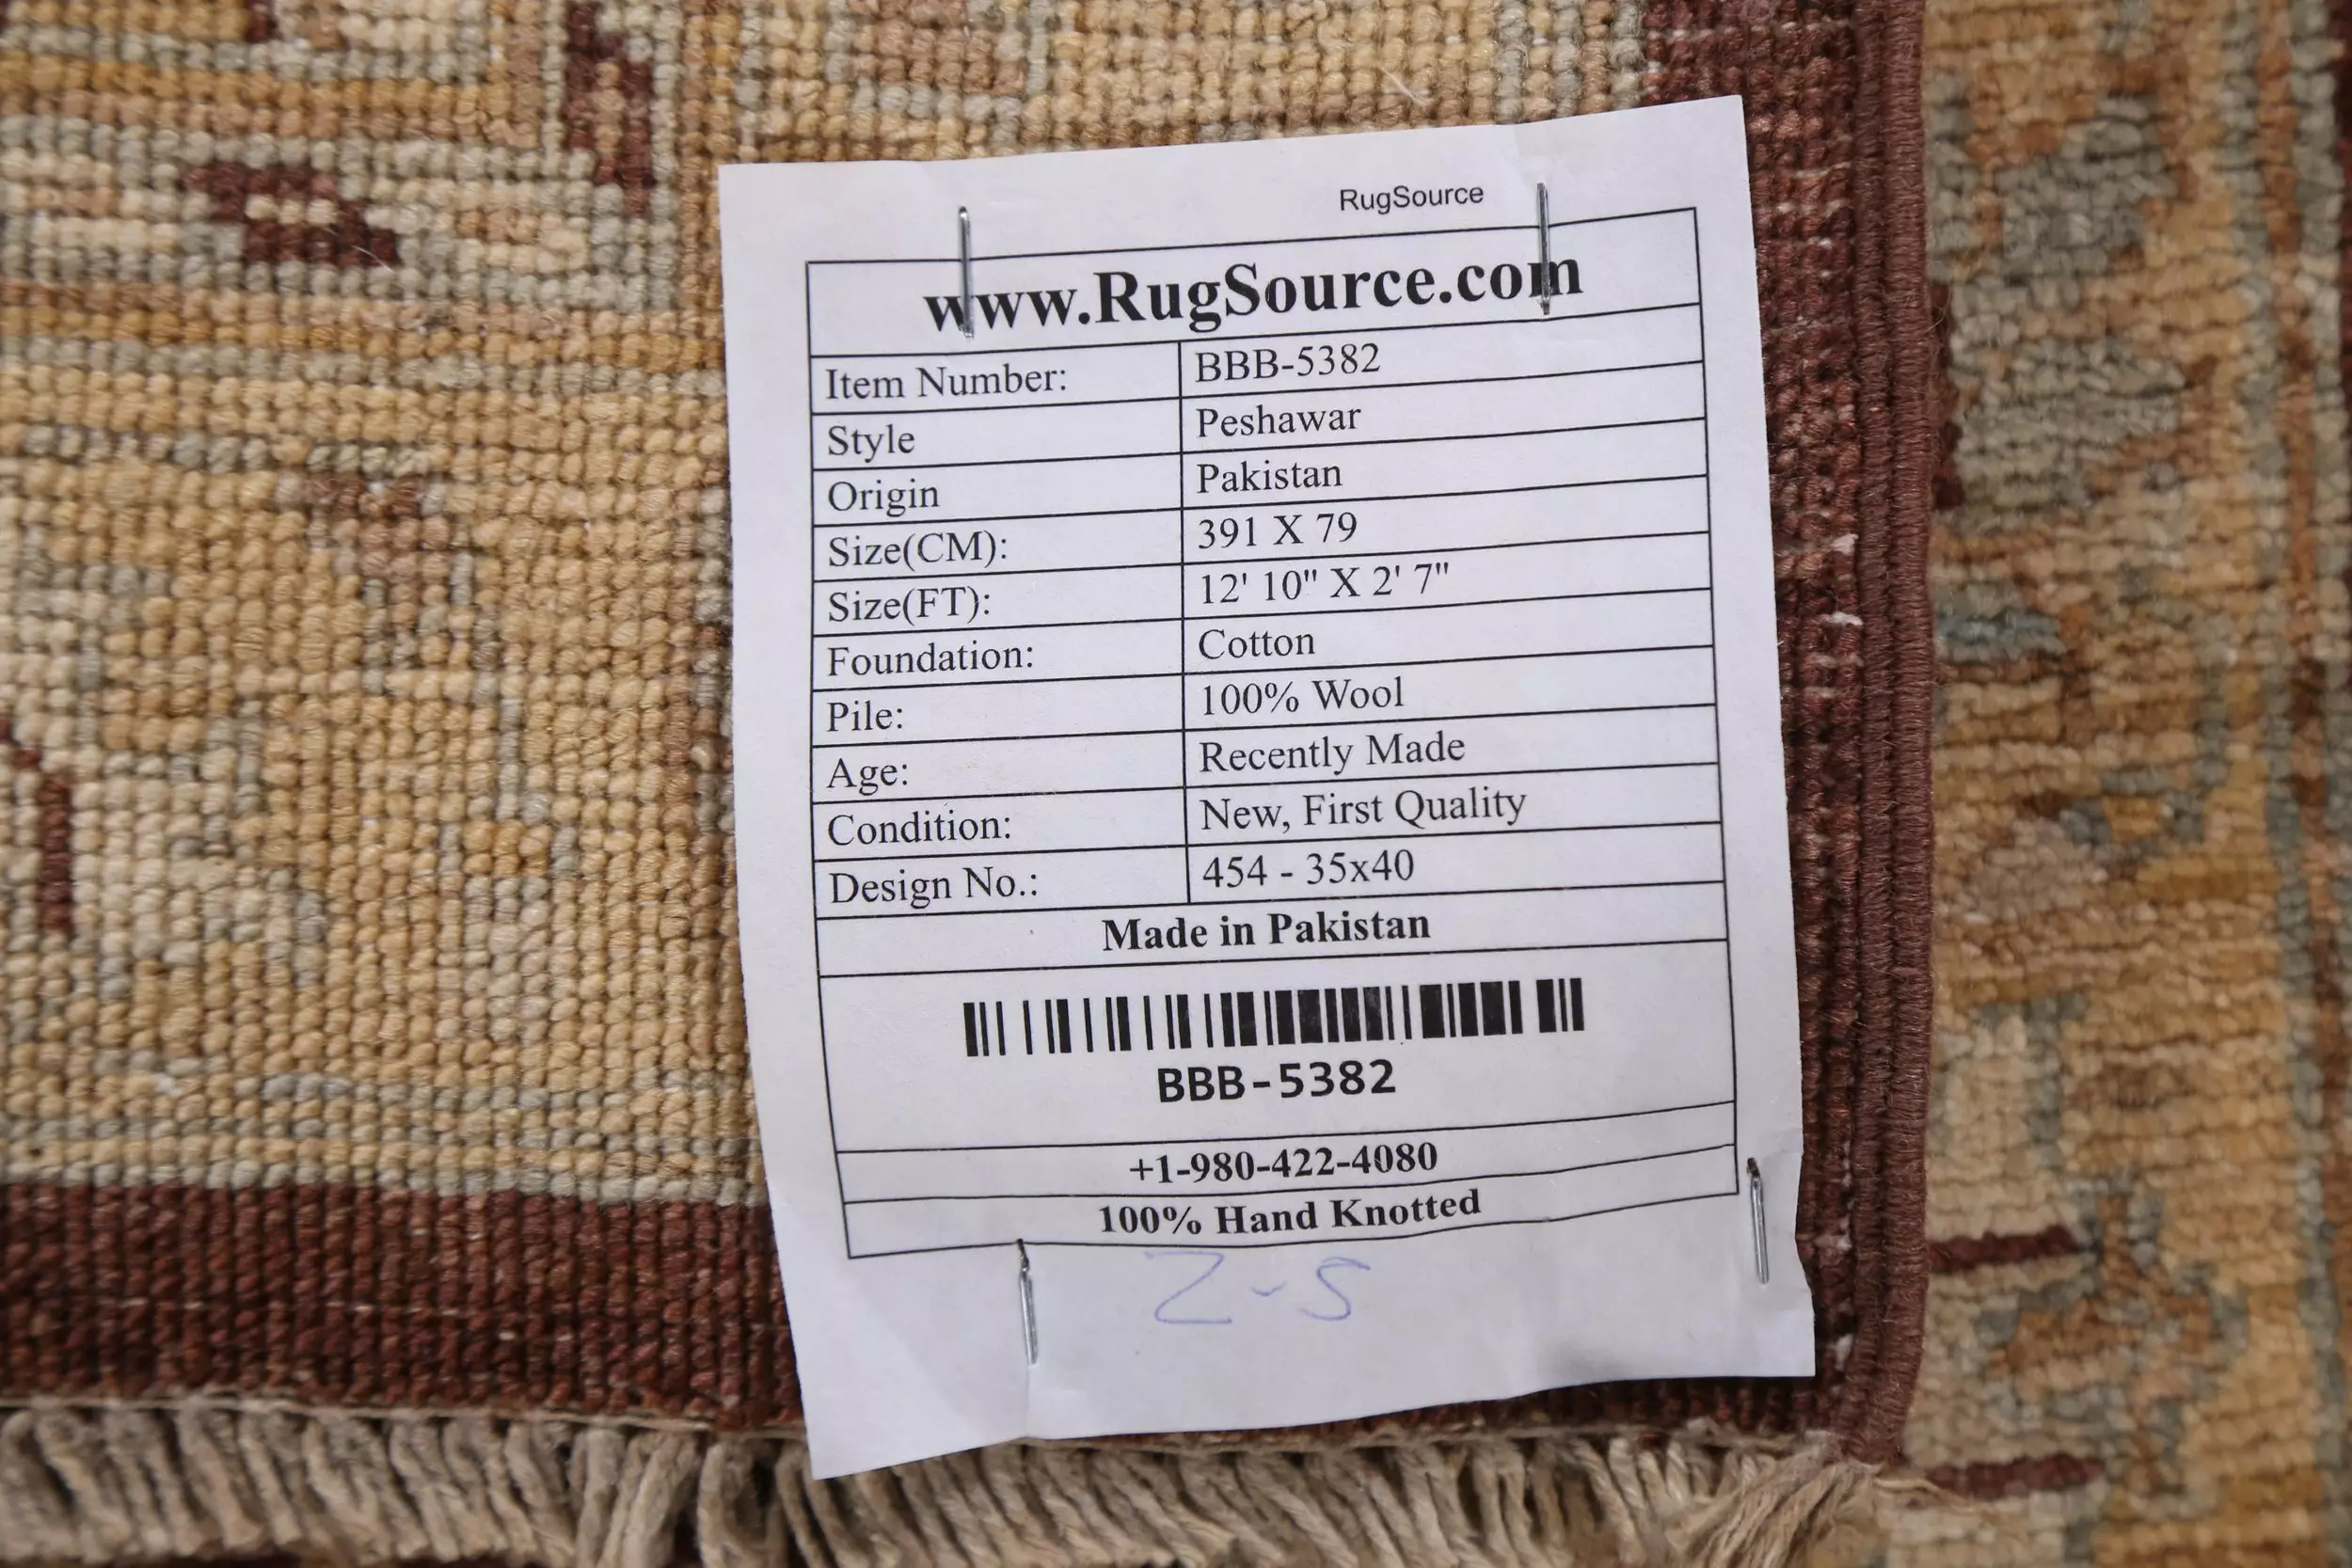 RugSource
www.RugSource.com
Item Number: BBB-5382
Style Peshawar
Origin Pakistan
Size(CM): 391 X 79
Size(FT): 12' 10" X 2' 7"
Foundation: Cotton
Pile: 100% Wool
Age: Recently Made
Condition: New, First Quality
Design No.: 454 - 35x40
Made in Pakistan
BBB-5382
+1-980-422-4080
100% Hand Knotted
Z-S